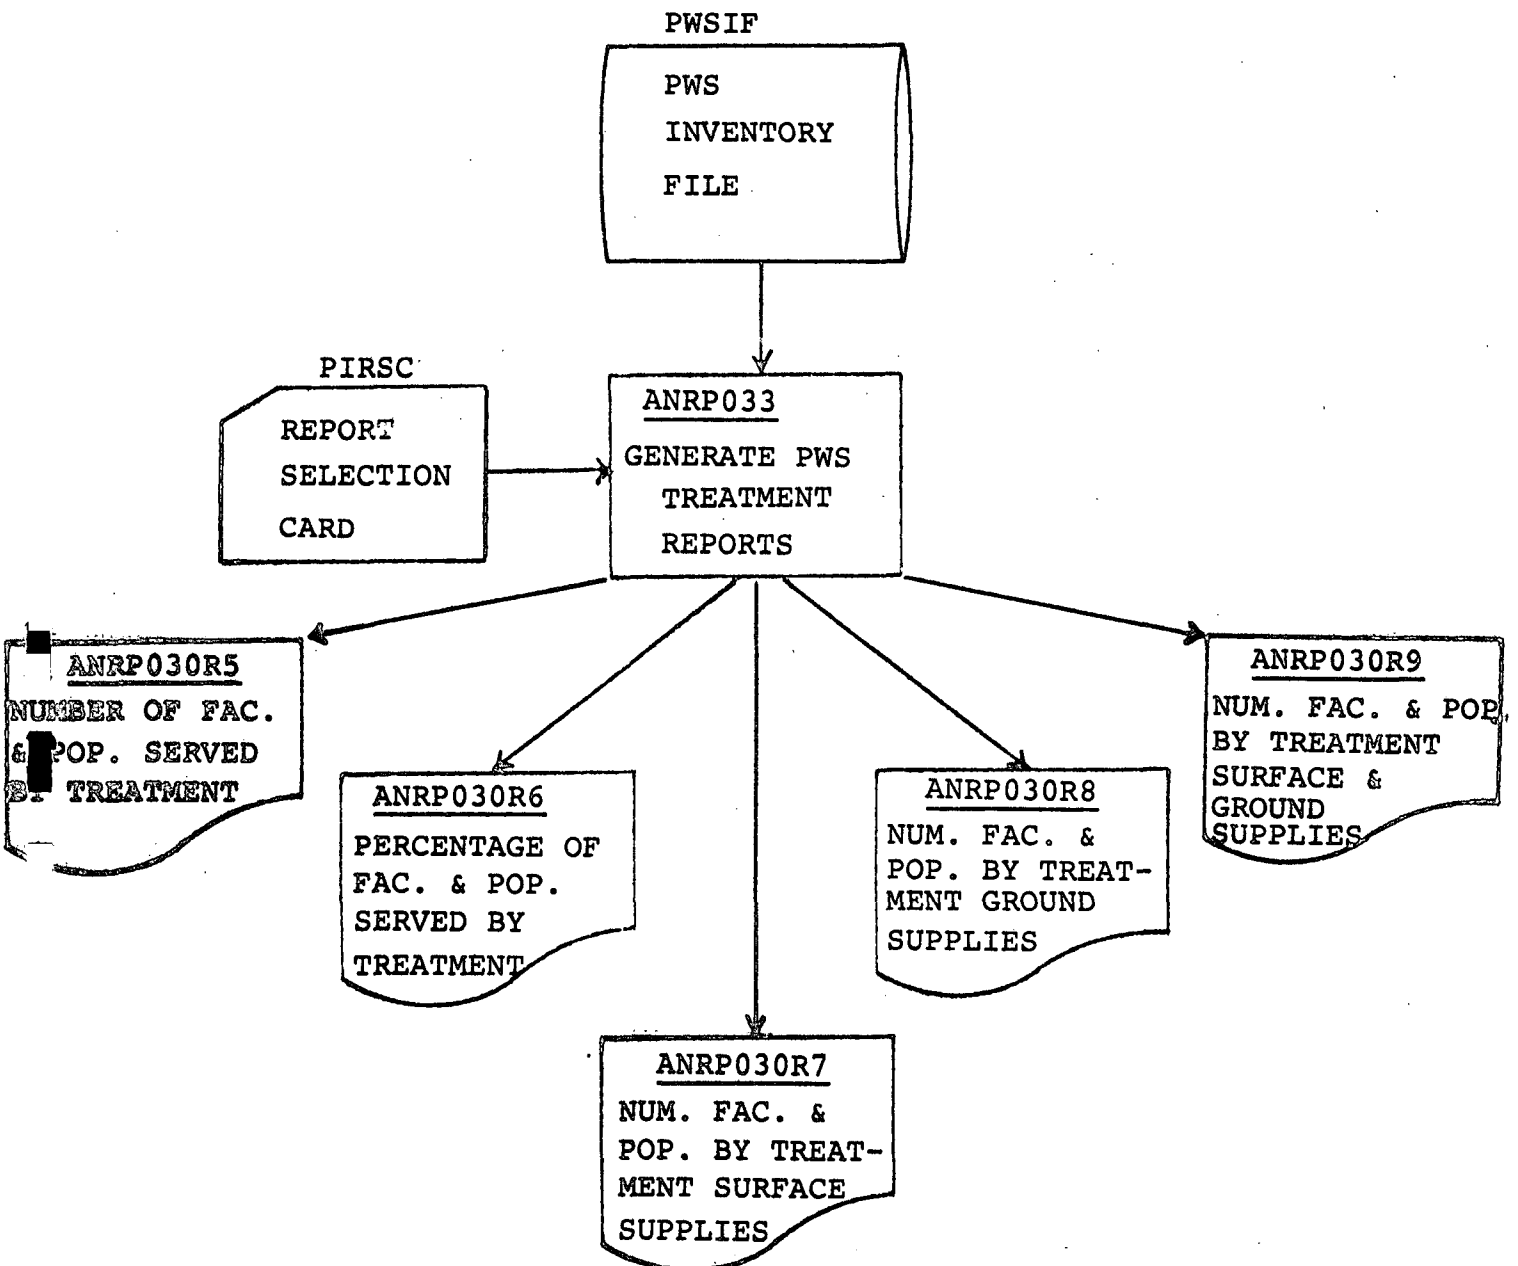 PWSIF
PWS
INVENTORY
FILE
PIRSC
REPORT
SELECTION
CARD
ANRP033
GENERATE PWS
TREATMENT
REPORTS
ANRP030R5
NUMBER OF FAC.
& POP. SERVED
BY TREATMENT
ANRP030R6
PERCENTAGE OF
FAC. & POP.
SERVED BY
TREATMENT
ANRP030R7
NUM. FAC. &
POP. BY TREAT-
MENT SURFACE
SUPPLIES
ANRP030R8
NUM. FAC. &
POP. BY TREAT-
MENT GROUND
SUPPLIES
ANRP030R9
NUM. FAC. & POP.
BY TREATMENT
SURFACE &
GROUND
SUPPLIES